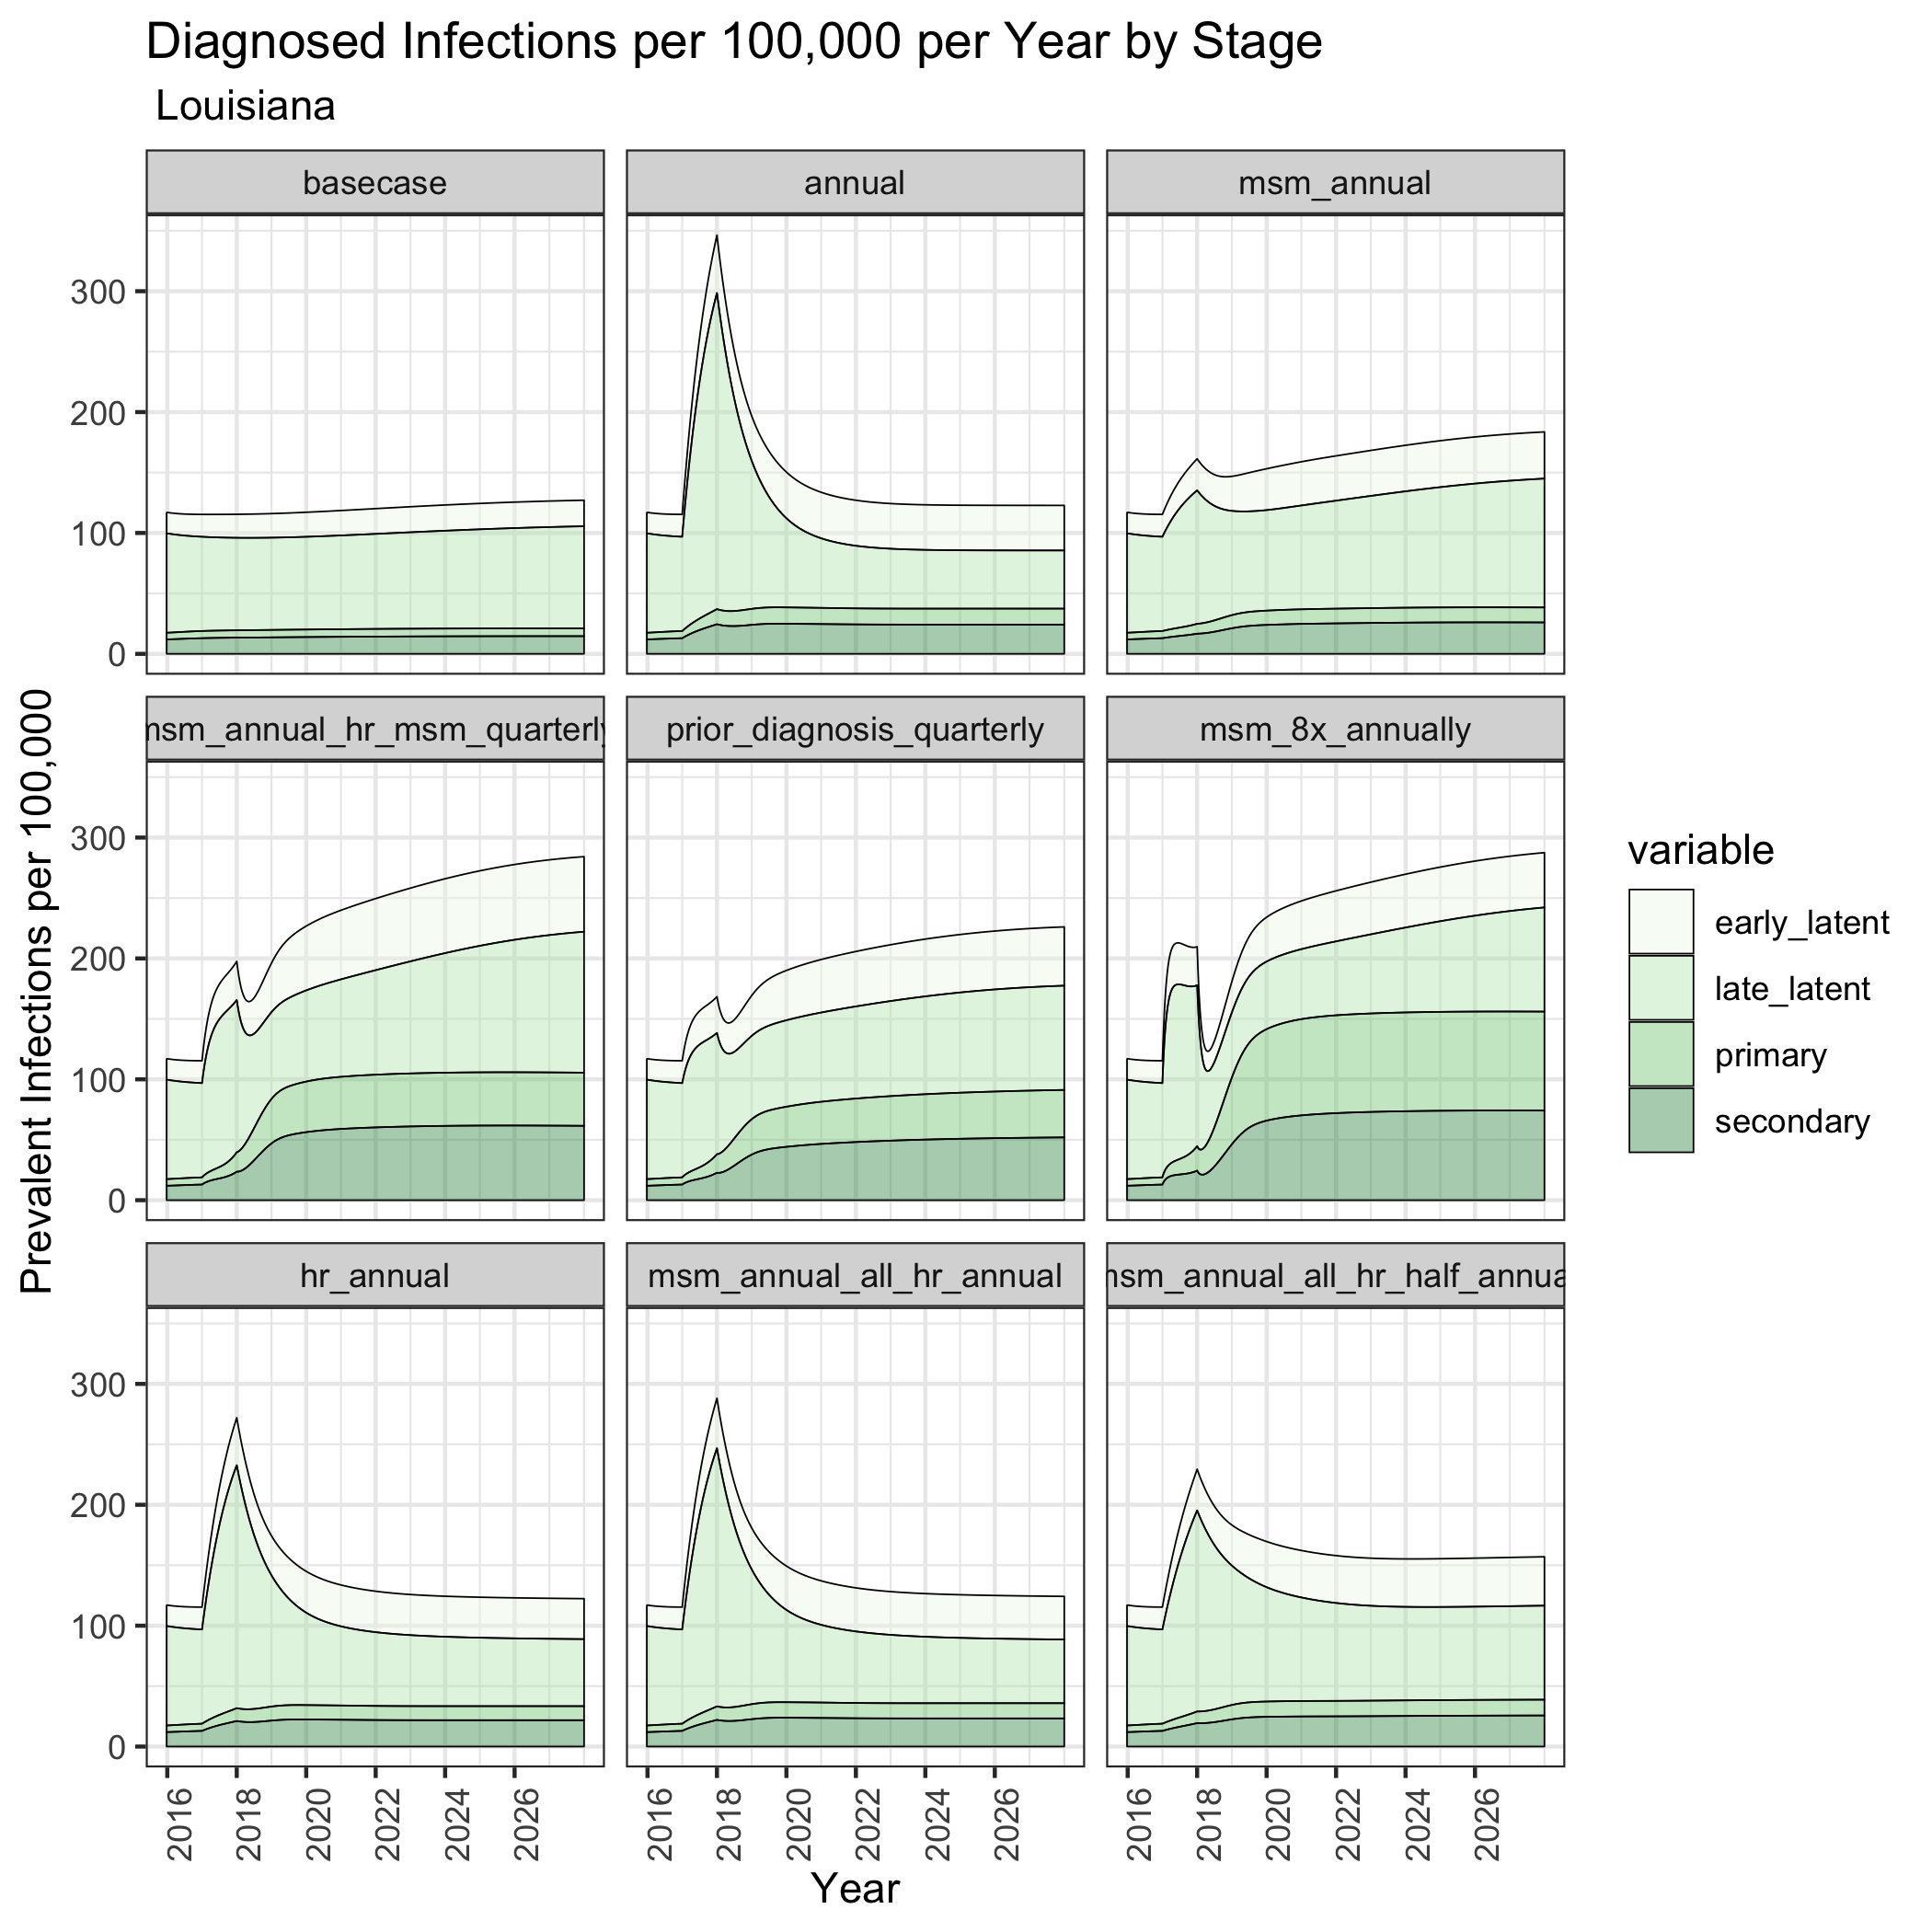 Diagnosed Infections per 100,000 per Year by Stage
Louisiana
basecase
annual
msm_annual
300
200
100
0
msm_annual_hr_msm_quarterly
prior_diagnosis_quarterly
msm_8x_annually
300
200
100
0
hr_annual
msm_annual_all_hr_annual
msm_annual_all_hr_half_annua
300
200
100
0
2016 2018 2020 2022 2024 2026
2016 2018 2020 2022 2024 2026
2016 2018 2020 2022 2024 2026
Year
Prevalent Infections per 100,000
variable
early_latent
late_latent
primary
secondary